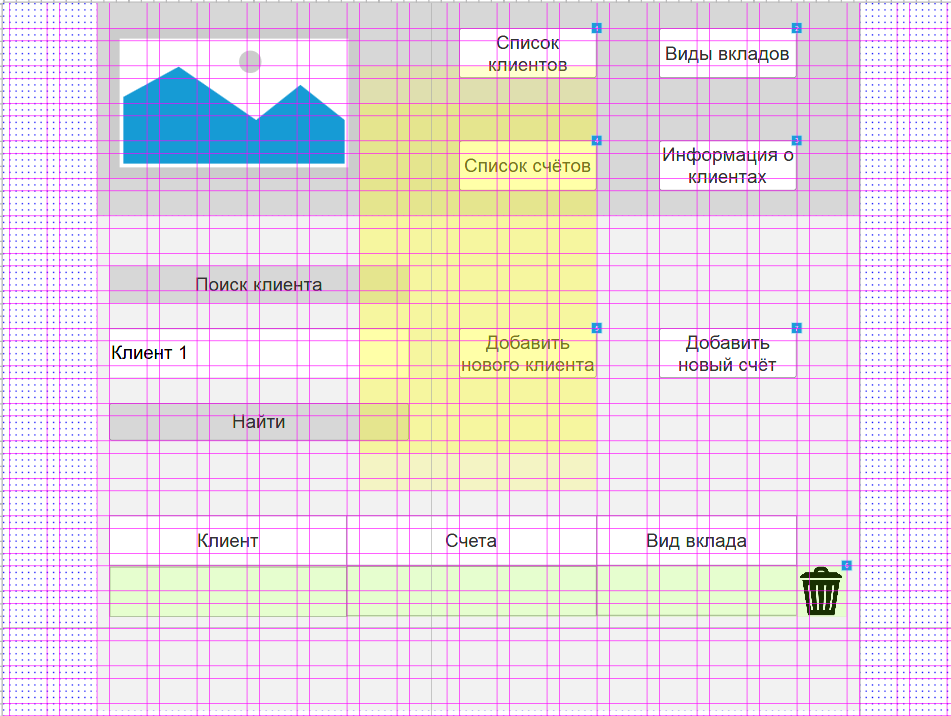 Список
клиентов
Виды вкладов
Список счётов
Информация о
клиентах
Поиск клиента
Клиент 1
Добавить
нового клиента
Добавить
новый счёт
Найти
Клиент
Счета
Вид вклада